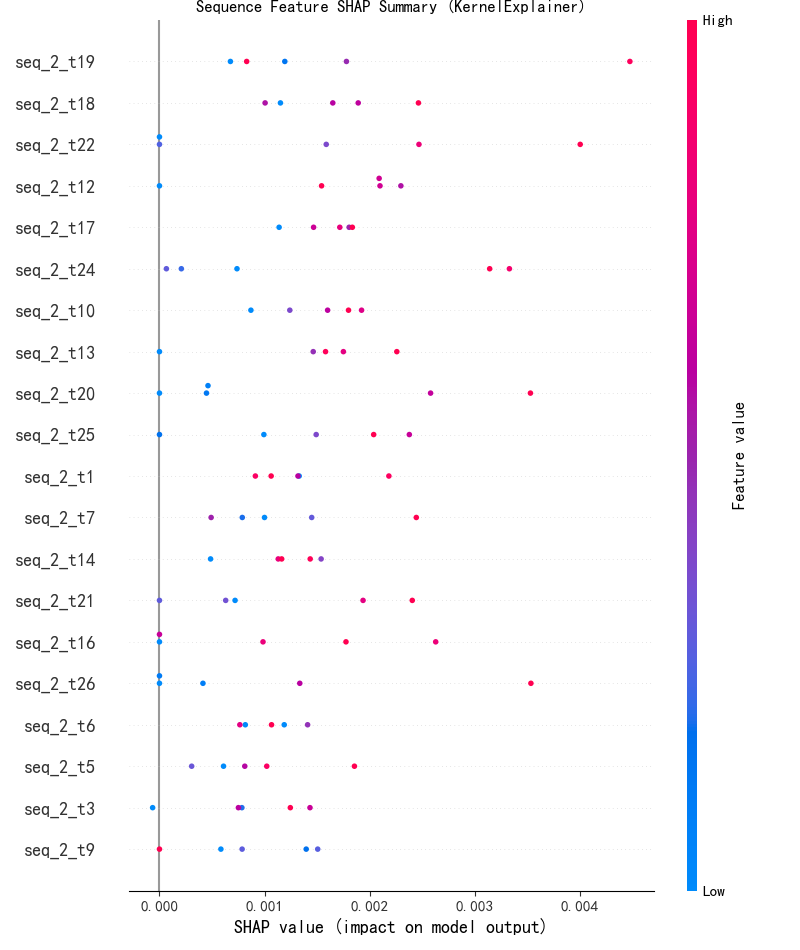 Sequence Feature SHAP Summary (KernelExplainer)
High
seq_2_t19
seq_2_t18
seq_2_t22
seq_2_t12
seq_2_t17
seq_2_t24
seq_2_t10
seq_2_t13
seq_2_t20
seq_2_t25
seq_2_t1
seq_2_t7
seq_2_t14
seq_2_t21
seq_2_t16
seq_2_t26
seq_2_t6
seq_2_t5
seq_2_t3
seq_2_t9
Feature value
Low
0.000 0.001 0.002 0.003 0.004
SHAP value (impact on model output)